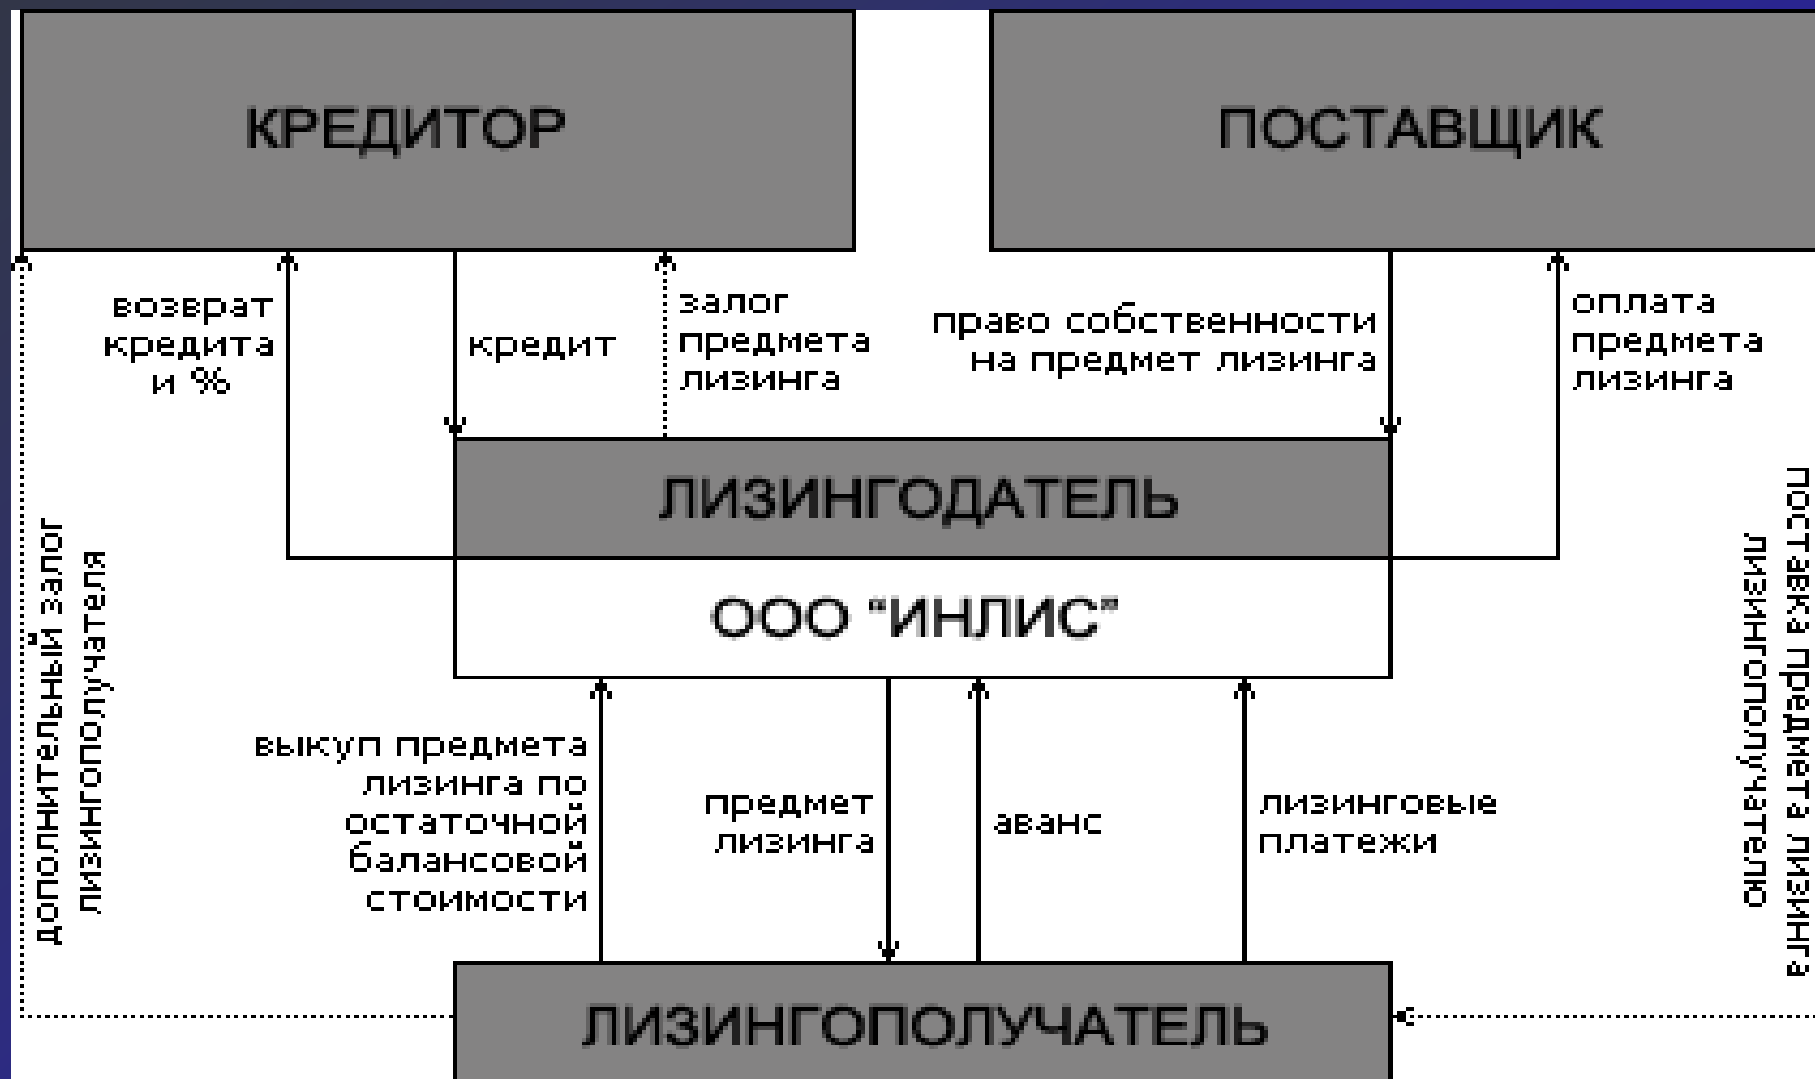 КРЕДИТОР
ПОСТАВЩИК
возврат
кредита
и %
кредит
залог
предмета
лизинга
право собственности
на предмет лизинга
оплата
предмета
лизинга
ЛИЗИНГОДАТЕЛЬ
ООО “ИНЛИС”
дополнительный залог
лизингополучателя
поставка предмета лизинга
лизингополучателю
выкуп предмета
лизинга по
остаточной
балансовой
стоимости
предмет
лизинга
аванс
лизинговые
платежи
ЛИЗИНГОПОЛУЧАТЕЛЬ